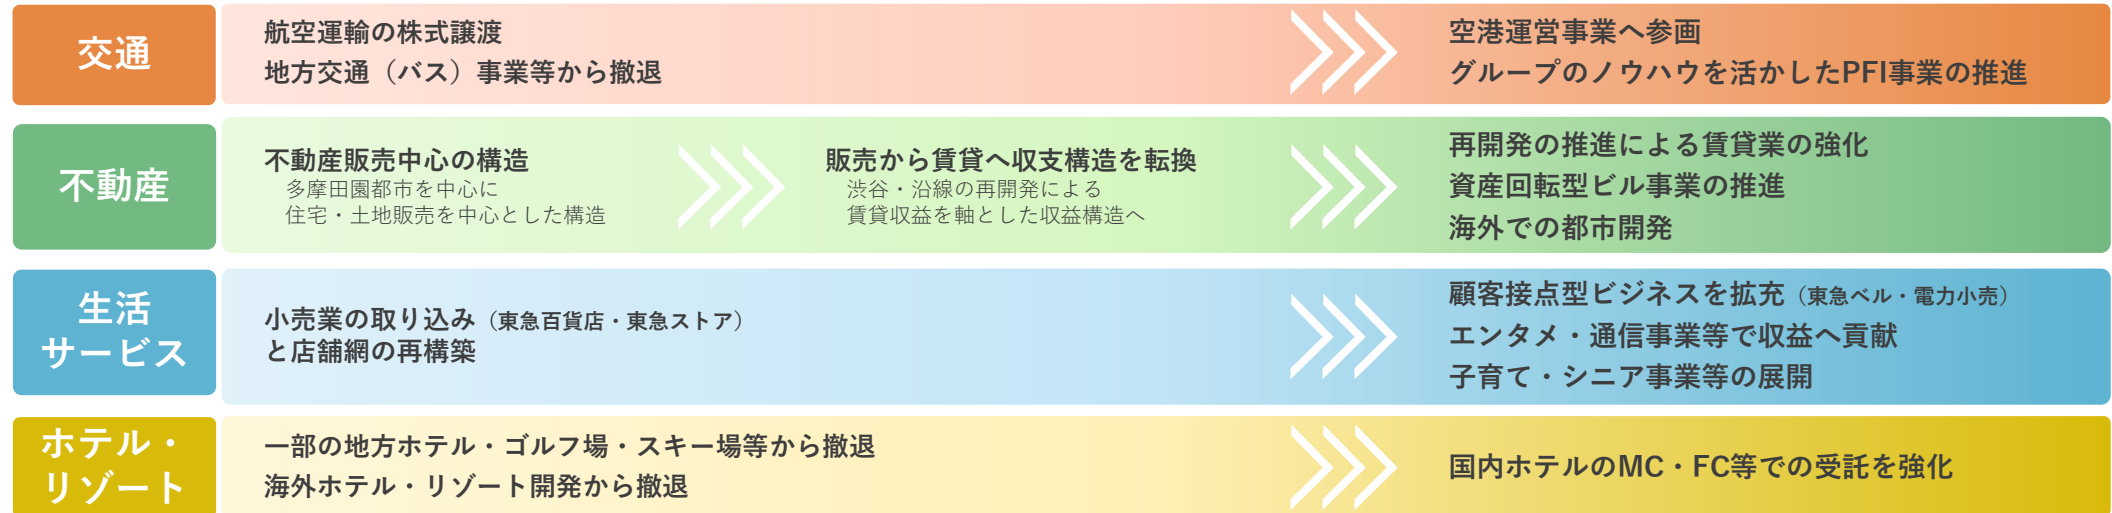 交通
航空運輸の株式譲渡
地方交通（バス）事業等から撤退
空港運営事業へ参画
グループのノウハウを活かしたPFI事業の推進
不動産
不動産販売中心の構造
多摩田園都市を中心に
住宅・土地販売を中心とした構造
販売から賃貸へ収支構造を転換
渋谷・沿線の再開発による
賃貸収益を軸とした収益構造へ
再開発の推進による賃貸業の強化
資産回転型ビル事業の推進
海外での都市開発
生活
サービス
小売業の取り込み（東急百貨店・東急ストア）
と店舗網の再構築
顧客接点型ビジネスを拡充（東急ベル・電力小売）
エンタメ・通信事業等で収益へ貢献
子育て・シニア事業等の展開
ホテル・
リゾート
一部の地方ホテル・ゴルフ場・スキー場等から撤退
海外ホテル・リゾート開発から撤退
国内ホテルのMC・FC等での受託を強化